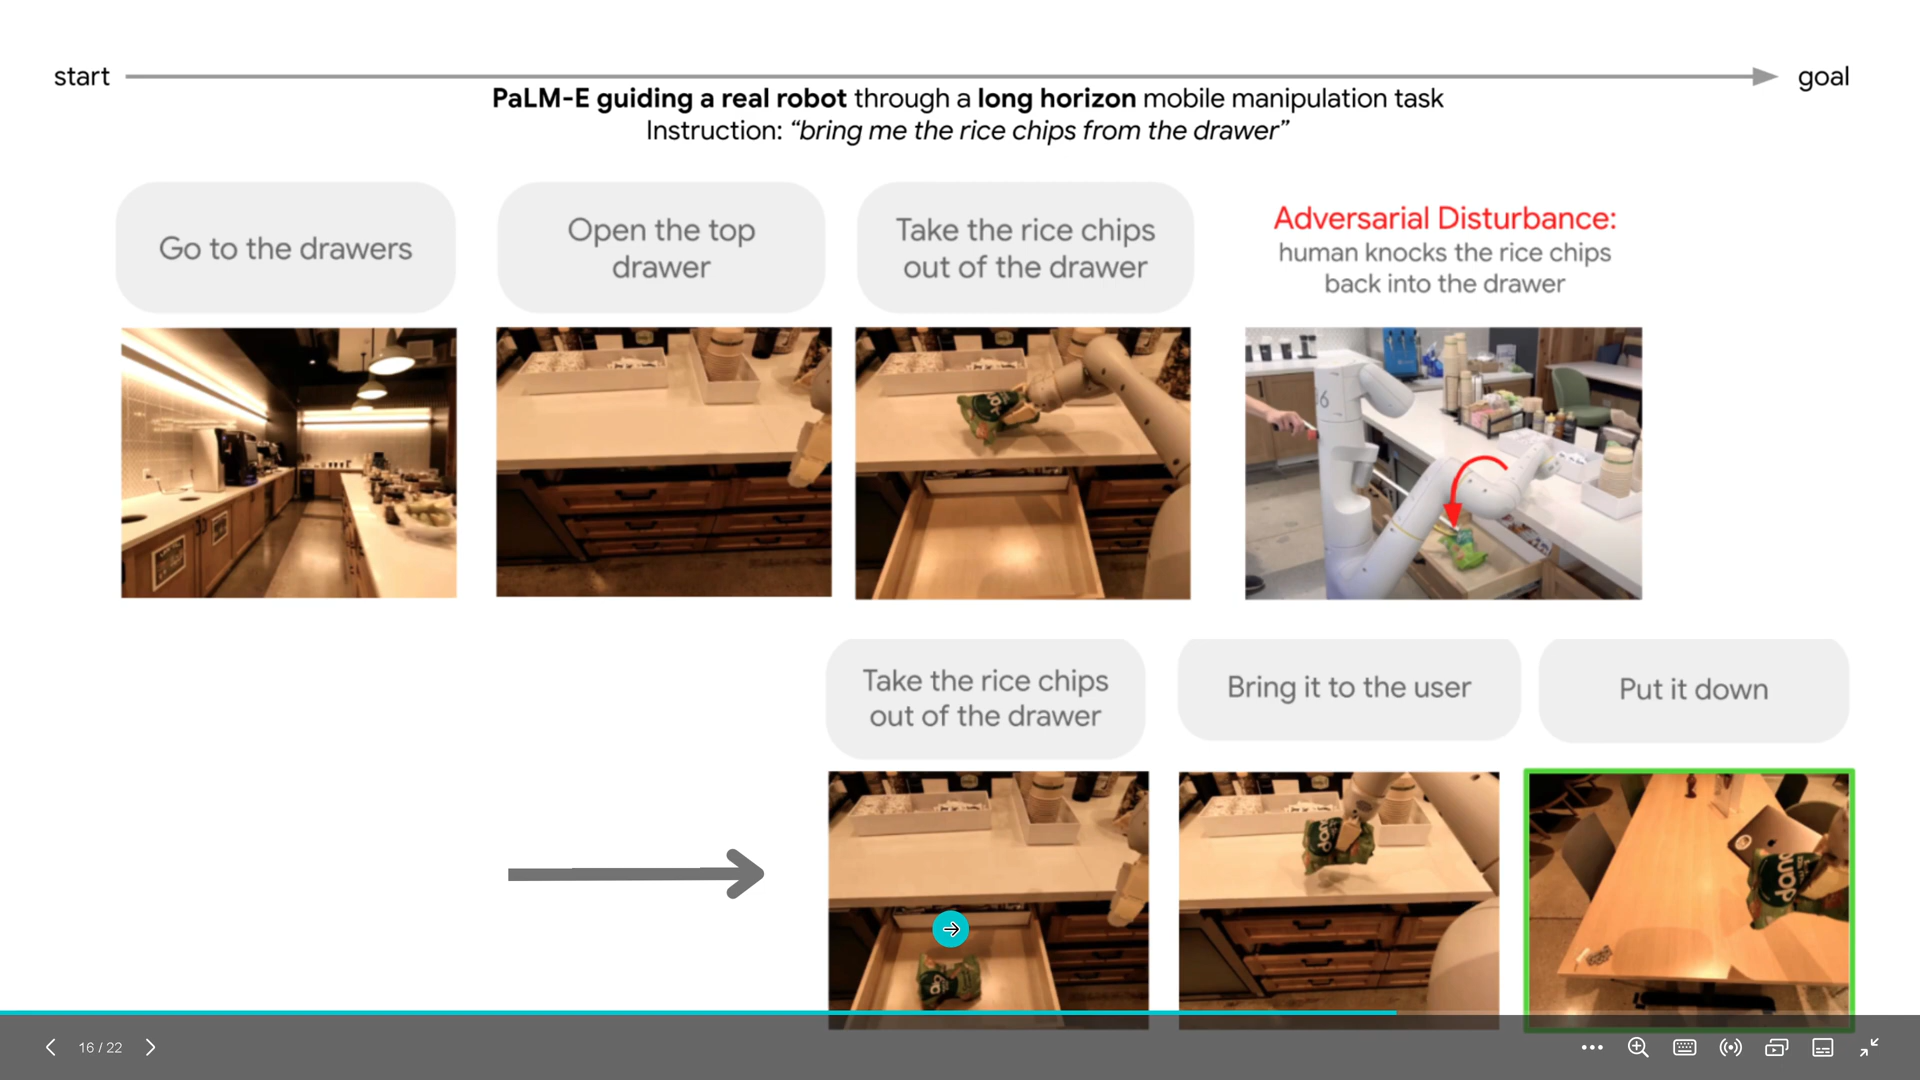 start
goal
PaLM-E guiding a real robot through a long horizon mobile manipulation task
Instruction: “bring me the rice chips from the drawer”
Go to the drawers
Open the top
drawer
Take the rice chips
out of the drawer
Adversarial Disturbance:
human knocks the rice chips
back into the drawer
6
Take the rice chips
out of the drawer
Bring it to the user
Put it down
16 / 22